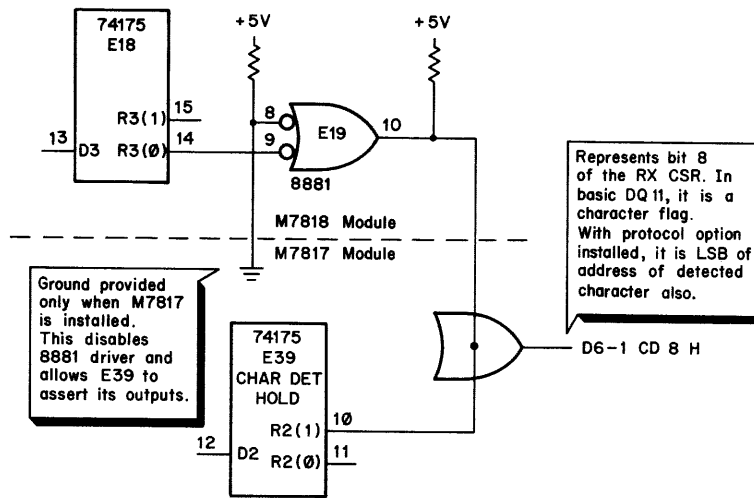 74175
E18
R3(1)
15
13
D3
R3(Ø)
14
+5V
8
9
E19
8881
10
+5V
M7818 Module
M7817 Module
Ground provided
only when M7817
is installed.
This disables
8881 driver and
allows E39 to
assert its outputs.
74175
E39
CHAR DET
HOLD
R2(1)
10
12
D2
R2(Ø)
11
Represents bit 8
of the RX CSR. In
basic DQ11, it is a
character flag.
With protocol option
installed, it is LSB of
address of detected
character also.
D6-1 CD 8 H